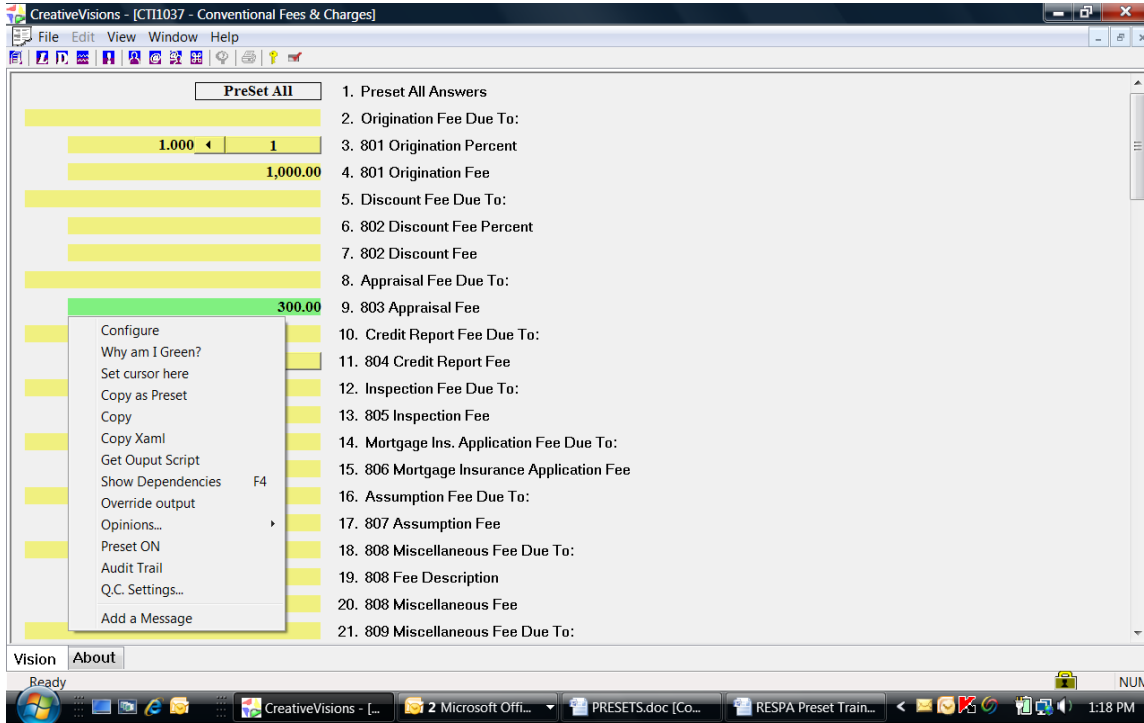 CreativeVisions - [CTI1037 - Conventional Fees & Charges]
File Edit View Window Help
PreSet All 1. Preset All Answers
2. Origination Fee Due To:
1.000 1 3. 801 Origination Percent
1,000.00 4. 801 Origination Fee
5. Discount Fee Due To:
6. 802 Discount Fee Percent
7. 802 Discount Fee
8. Appraisal Fee Due To:
300.00 9. 803 Appraisal Fee
10. Credit Report Fee Due To:
11. 804 Credit Report Fee
12. Inspection Fee Due To:
13. 805 Inspection Fee
14. Mortgage Ins. Application Fee Due To:
15. 806 Mortgage Insurance Application Fee
16. Assumption Fee Due To:
17. 807 Assumption Fee
18. 808 Miscellaneous Fee Due To:
19. 808 Fee Description
20. 808 Miscellaneous Fee
21. 809 Miscellaneous Fee Due To:
Configure
Why am I Green?
Set cursor here
Copy as Preset
Copy
Copy Xaml
Get Ouput Script
Show Dependencies F4
Override output
Opinions...
Preset ON
Audit Trail
Q.C. Settings...
Add a Message
Vision About
Ready NUM
CreativeVisions - [... 2 Microsoft Offi... PRESETS.doc [Co... RESPA Preset Train... 1:18 PM